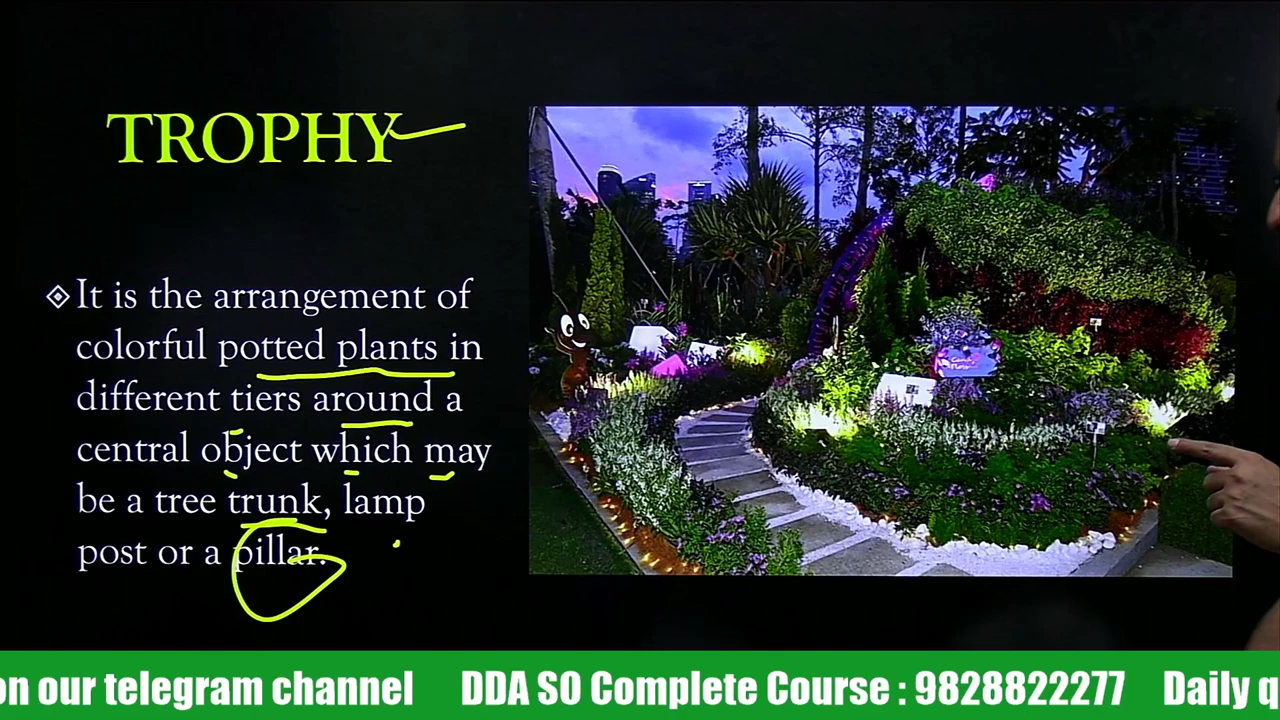 TROPHY
It is the arrangement of
colorful potted plants in
different tiers around a
central object which may
be a tree trunk, lamp
post or a pillar.
on our telegram channel DDA SO Complete Course : 9828822277 Daily q